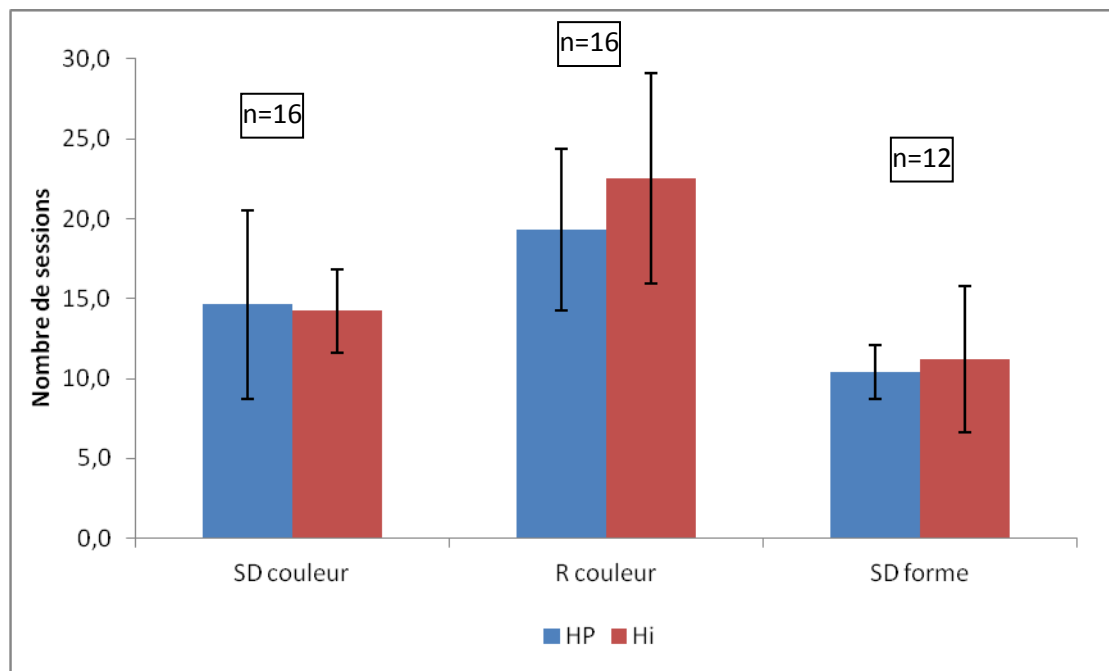 n=16
n=16
n=12
Nombre de sessions
30,0
25,0
20,0
15,0
10,0
5,0
0,0
SD couleur
R couleur
SD forme
HP
Hi